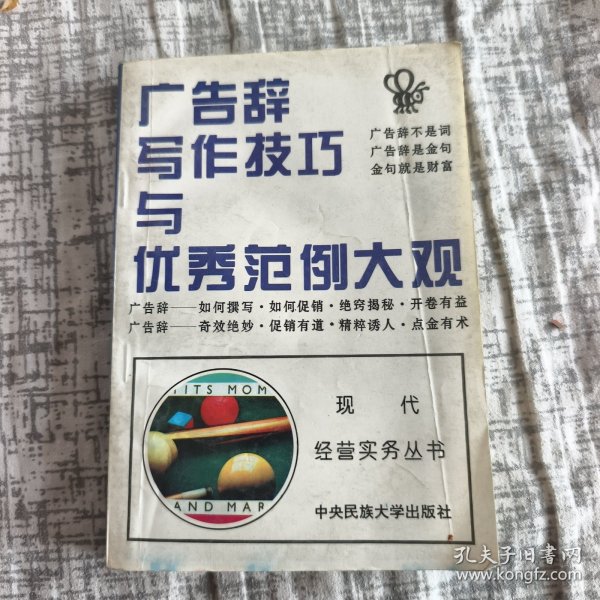 广告辞
写作技巧
与
优秀范例大观
广告辞不是词
广告辞是金句
金句就是财富
广告辞——如何撰写·如何促销·绝窍揭秘·开卷有益
广告辞——奇效绝妙·促销有道·精粹诱人·点金有术
ITS MOM
AND MAR
现代
经营实务丛书
中央民族大学出版社
孔夫子旧书网
www.kongfz.com